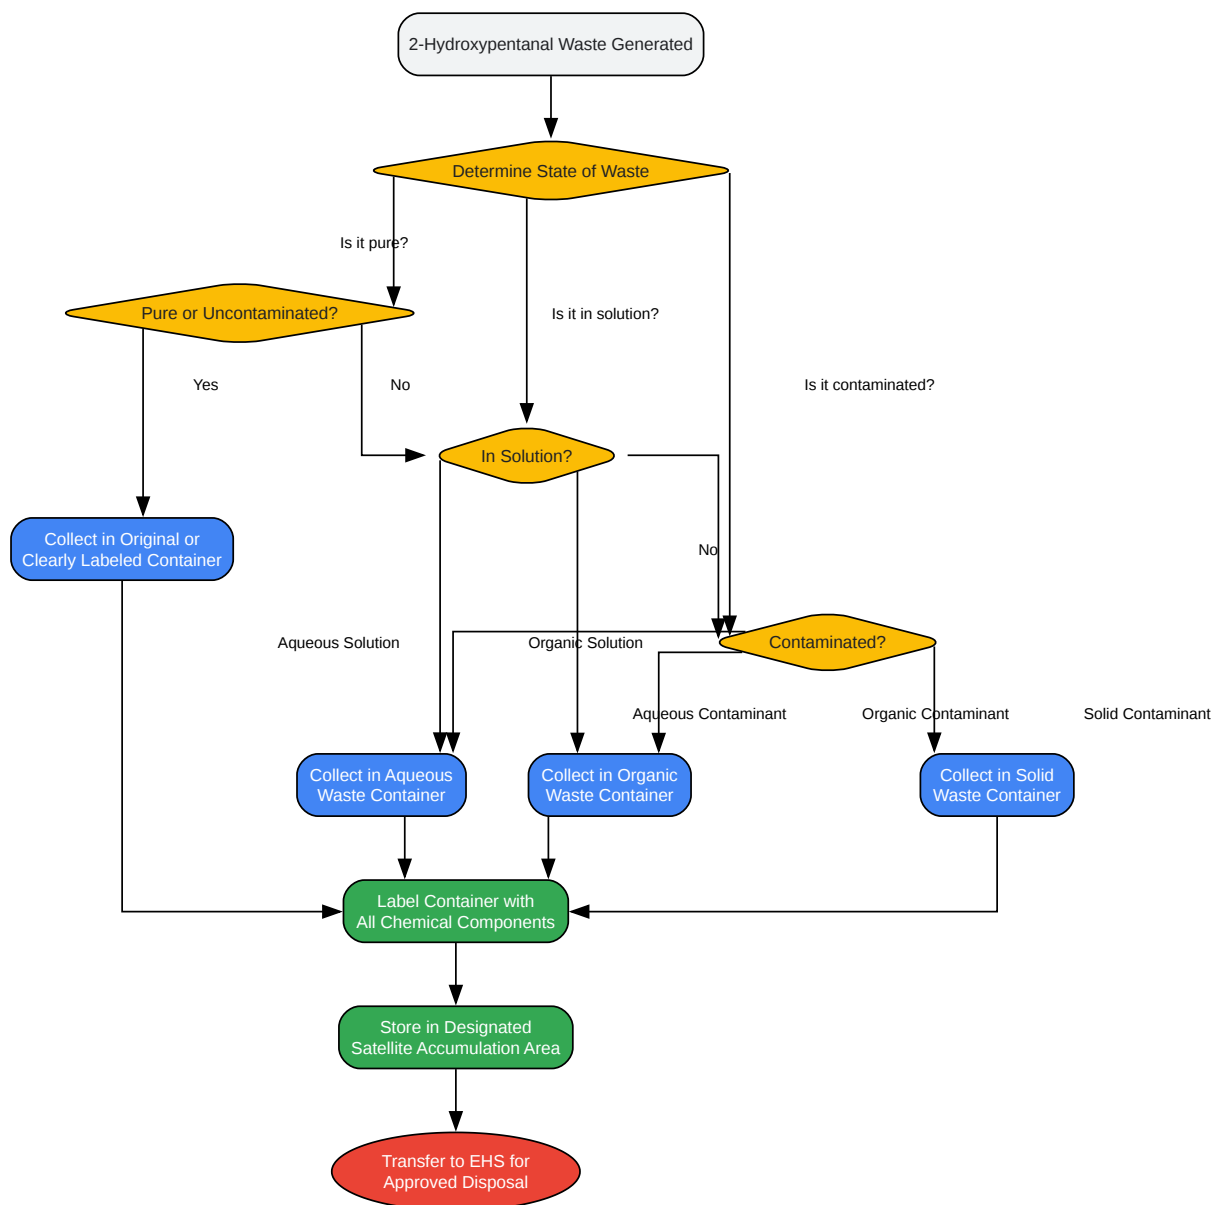 2-Hydroxypentanal Waste Generated
Determine State of Waste
Is it pure?
Pure or Uncontaminated?
Is it in solution?
Yes
No
Is it contaminated?
In Solution?
Collect in Original or
Clearly Labeled Container
No
Aqueous Solution
Organic Solution
Contaminated?
Aqueous Contaminant
Organic Contaminant
Solid Contaminant
Collect in Aqueous
Waste Container
Collect in Organic
Waste Container
Collect in Solid
Waste Container
Label Container with
All Chemical Components
Store in Designated
Satellite Accumulation Area
Transfer to EHS for
Approved Disposal